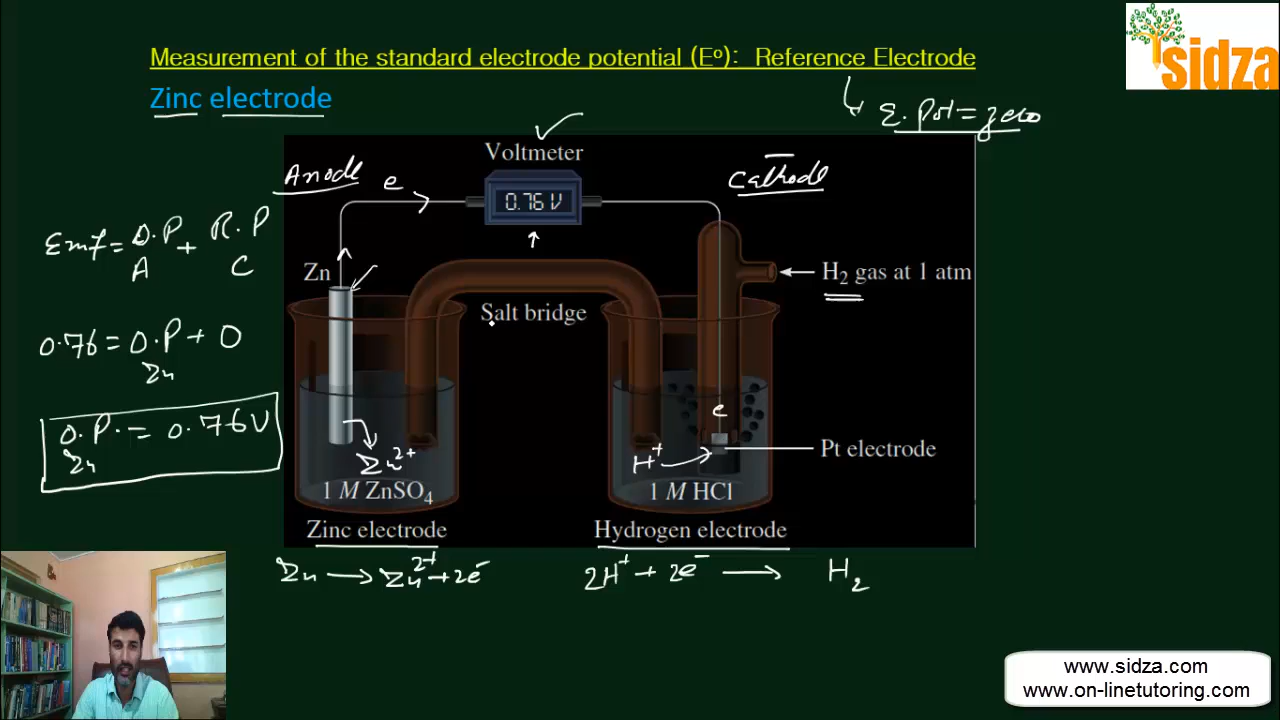 Measurement of the standard electrode potential (Eº): Reference Electrode
sidza
Zinc electrode
E. Pot = zero
Voltmeter
0.76 V
Anode
e
Cathode
Emf = O.P + R.P
A C
Zn
H₂ gas at 1 atm
Salt bridge
0.76 = O.P + 0
Zn
O.P. = 0.76 V
Zn
e
Zn²⁺
H⁺
Pt electrode
1 M ZnSO₄
1 M HCl
Zinc electrode
Hydrogen electrode
Zn → Zn²⁺ + 2e⁻
2H⁺ + 2e⁻ → H₂
www.sidza.com
www.on-linetutoring.com